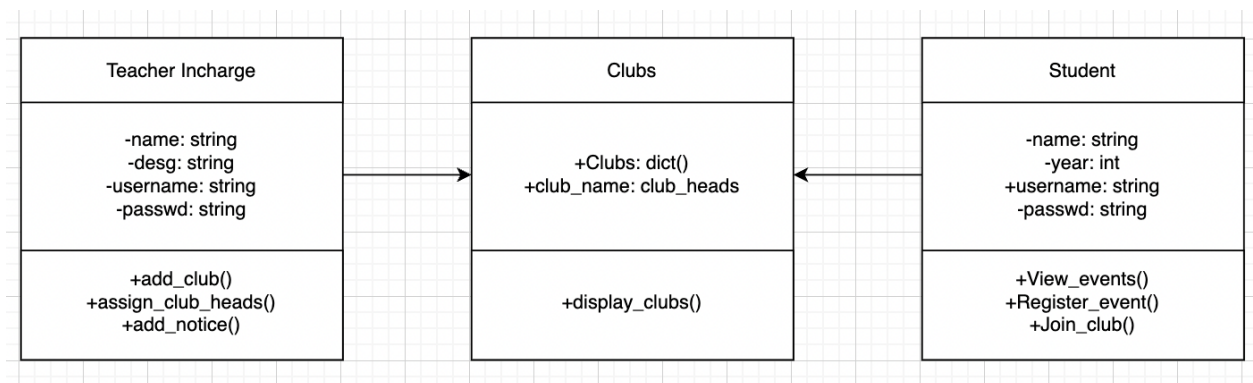 Teacher Incharge
-name: string
-desg: string
-username: string
-passwd: string
+add_club()
+assign_club_heads()
+add_notice()
Clubs
+Clubs: dict()
+club_name: club_heads
+display_clubs()
Student
-name: string
-year: int
+username: string
-passwd: string
+View_events()
+Register_event()
+Join_club()